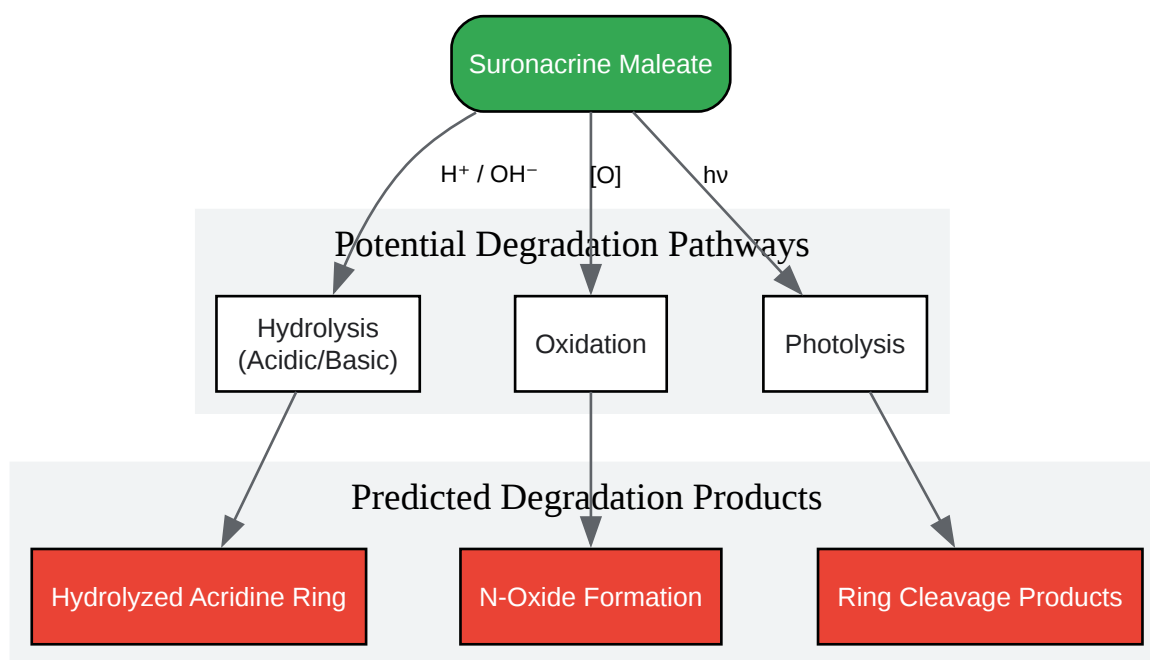 Suronacrine Maleate
H⁺ / OH⁻
[O]
hν
Potential Degradation Pathways
Hydrolysis
(Acidic/Basic)
Oxidation
Photolysis
Predicted Degradation Products
Hydrolyzed Acridine Ring
N-Oxide Formation
Ring Cleavage Products